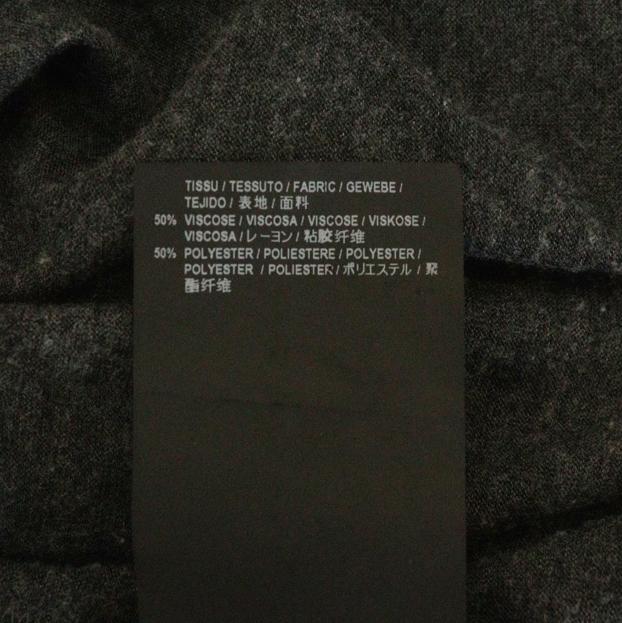 TISSU / TESSUTO / FABRIC / GEWEBE /
TEJIDO / 表地 / 面料
50% VISCOSE / VISCOSA / VISCOSE / VISKOSE /
VISCOSA / レーヨン / 粘胶纤维
50% POLYESTER / POLIESTERE / POLYESTER /
POLYESTER / POLIESTER / ポリエステル / 聚
酯纤维